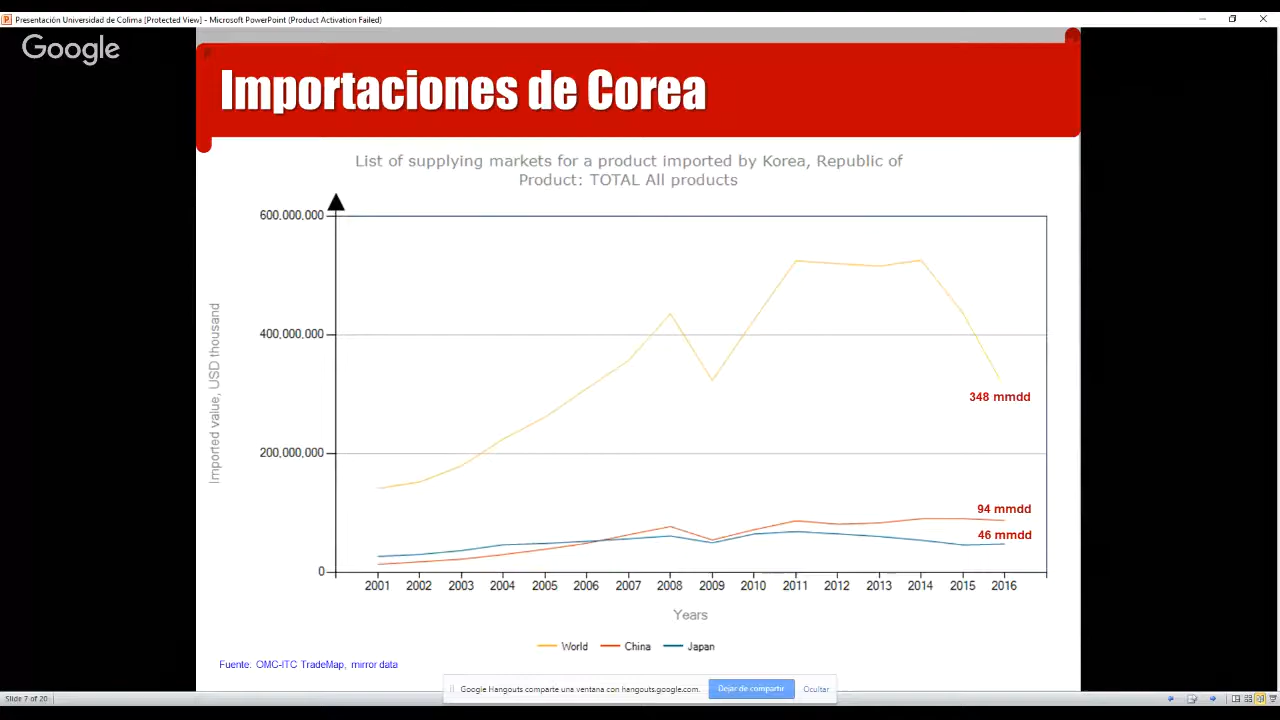 Presentación Universidad de Colima [Protected View] - Microsoft PowerPoint (Product Activation Failed)
Google
Importaciones de Corea
List of supplying markets for a product imported by Korea, Republic of
Product: TOTAL All products
Imported value, USD thousand
600,000,000
400,000,000
200,000,000
0
348 mmdd
94 mmdd
46 mmdd
2001 2002 2003 2004 2005 2006 2007 2008 2009 2010 2011 2012 2013 2014 2015 2016
Years
World China Japan
Fuente: OMC-ITC TradeMap, mirror data
Google Hangouts comparte una ventana con hangouts.google.com. Dejar de compartir Ocultar
Slide 7 of 20